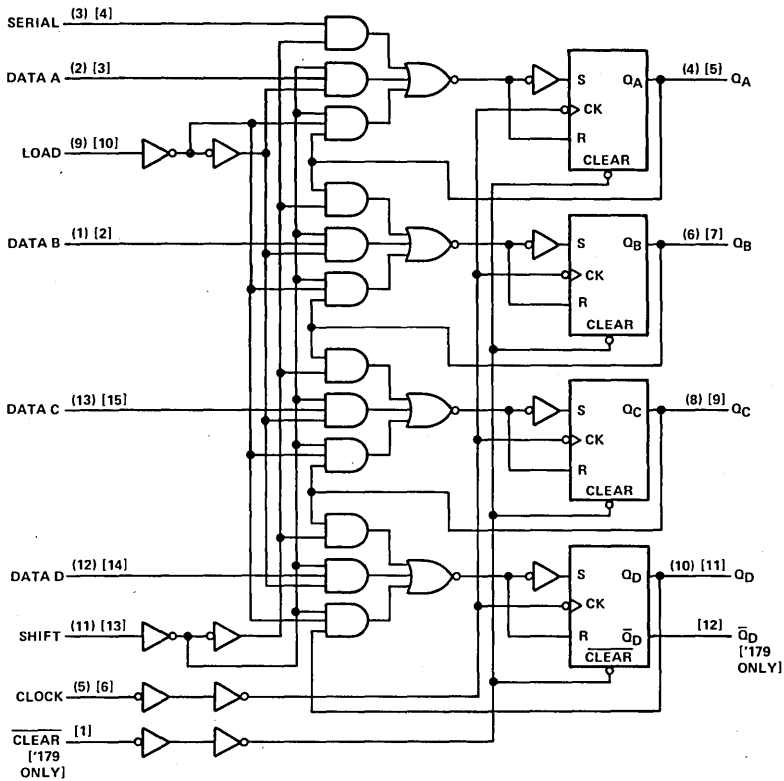 SERIAL (3) [4]
DATA A (2) [3]
LOAD (9) [10]
DATA B (1) [2]
DATA C (13) [15]
DATA D (12) [14]
SHIFT (11) [13]
CLOCK (5) [6]
CLEAR [1]
['179
ONLY]
S QA (4) [5] QA
CK
R
CLEAR
S QB (6) [7] QB
CK
R
CLEAR
S QC (8) [9] QC
CK
R
CLEAR
S QD (10) [11] QD
CK
R Q̅D [12] Q̅D
CLEAR ['179
ONLY]